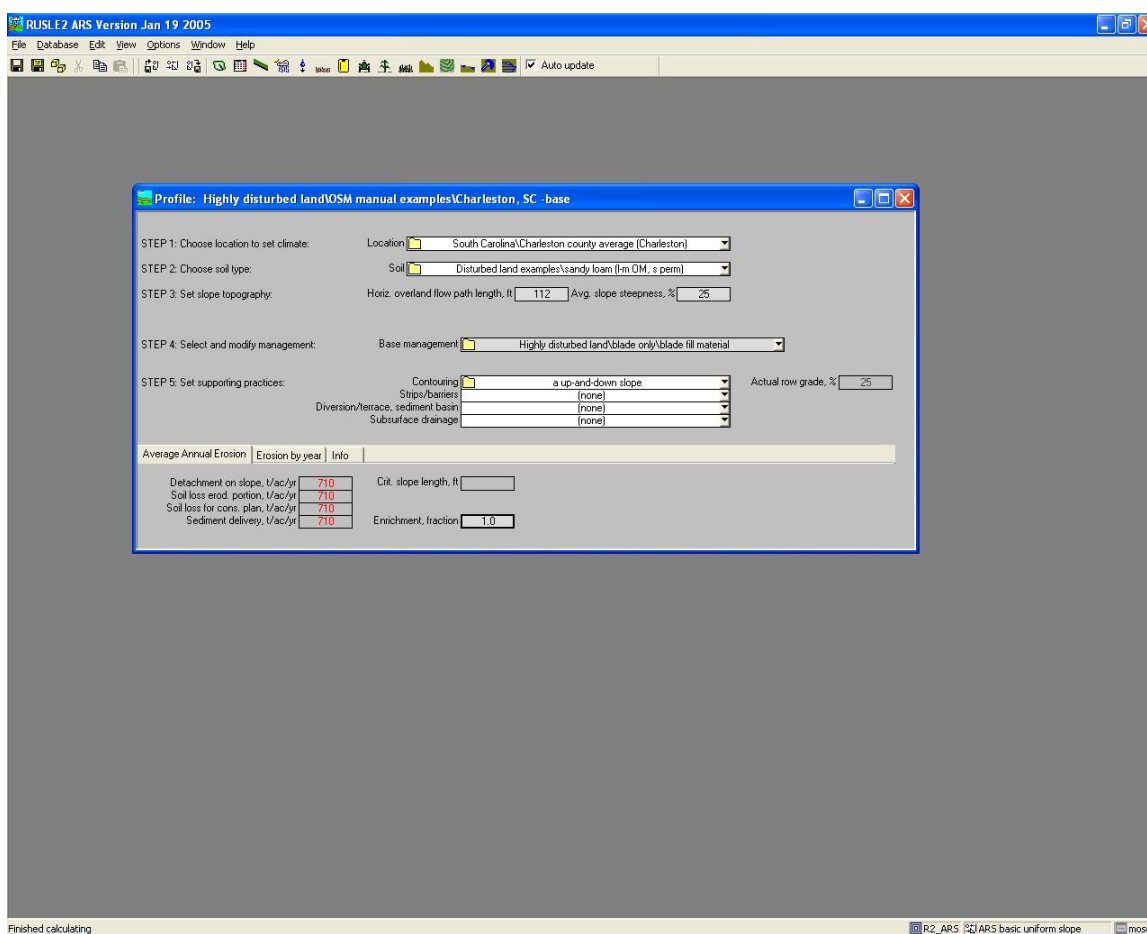 RUSLE2 ARS Version Jan 19 2005
File Database Edit View Options Window Help
Auto update
Profile: Highly disturbed land\OSM manual examples\Charleston, SC -base
STEP 1: Choose location to set climate: Location South Carolina\Charleston county average (Charleston)
STEP 2: Choose soil type: Soil Disturbed land examples\sandy loam (l-m OM, s perm)
STEP 3: Set slope topography: Horiz. overland flow path length, ft 112 Avg. slope steepness, % 25
STEP 4: Select and modify management: Base management Highly disturbed land\blade only\blade fill material
STEP 5: Set supporting practices: Contouring a up-and-down slope Actual row grade, % 25
Strips/barriers (none)
Diversion/terrace, sediment basin (none)
Subsurface drainage (none)
Average Annual Erosion Erosion by year Info
Detachment on slope, t/ac/yr 710 Crit. slope length, ft
Soil loss erod. portion, t/ac/yr 710
Soil loss for cons. plan, t/ac/yr 710
Sediment delivery, t/ac/yr 710 Enrichment, fraction 1.0
Finished calculating R2_ARS ARS basic uniform slope